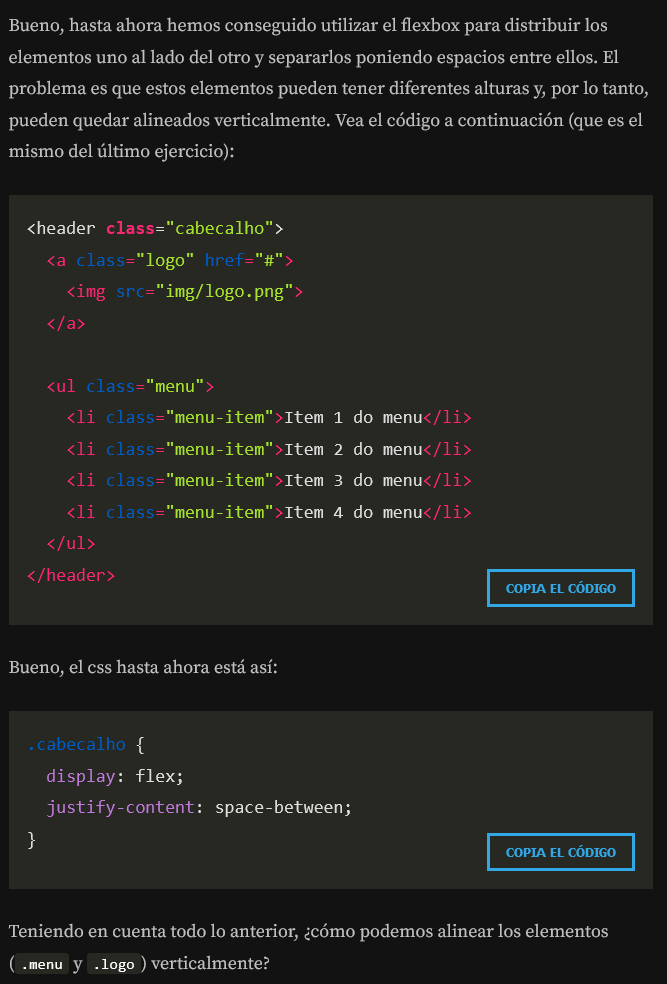 Bueno, hasta ahora hemos conseguido utilizar el flexbox para distribuir los
elementos uno al lado del otro y separarlos poniendo espacios entre ellos. El
problema es que estos elementos pueden tener diferentes alturas y, por lo tanto,
pueden quedar alineados verticalmente. Vea el código a continuación (que es el
mismo del último ejercicio):
<header class="cabecalho">
  <a class="logo" href="#">
    <img src="img/logo.png">
  </a>
  <ul class="menu">
    <li class="menu-item">Item 1 do menu</li>
    <li class="menu-item">Item 2 do menu</li>
    <li class="menu-item">Item 3 do menu</li>
    <li class="menu-item">Item 4 do menu</li>
  </ul>
</header>
COPIA EL CÓDIGO
Bueno, el css hasta ahora está así:
.cabecalho {
  display: flex;
  justify-content: space-between;
}
COPIA EL CÓDIGO
Teniendo en cuenta todo lo anterior, ¿cómo podemos alinear los elementos
(.menu y .logo) verticalmente?